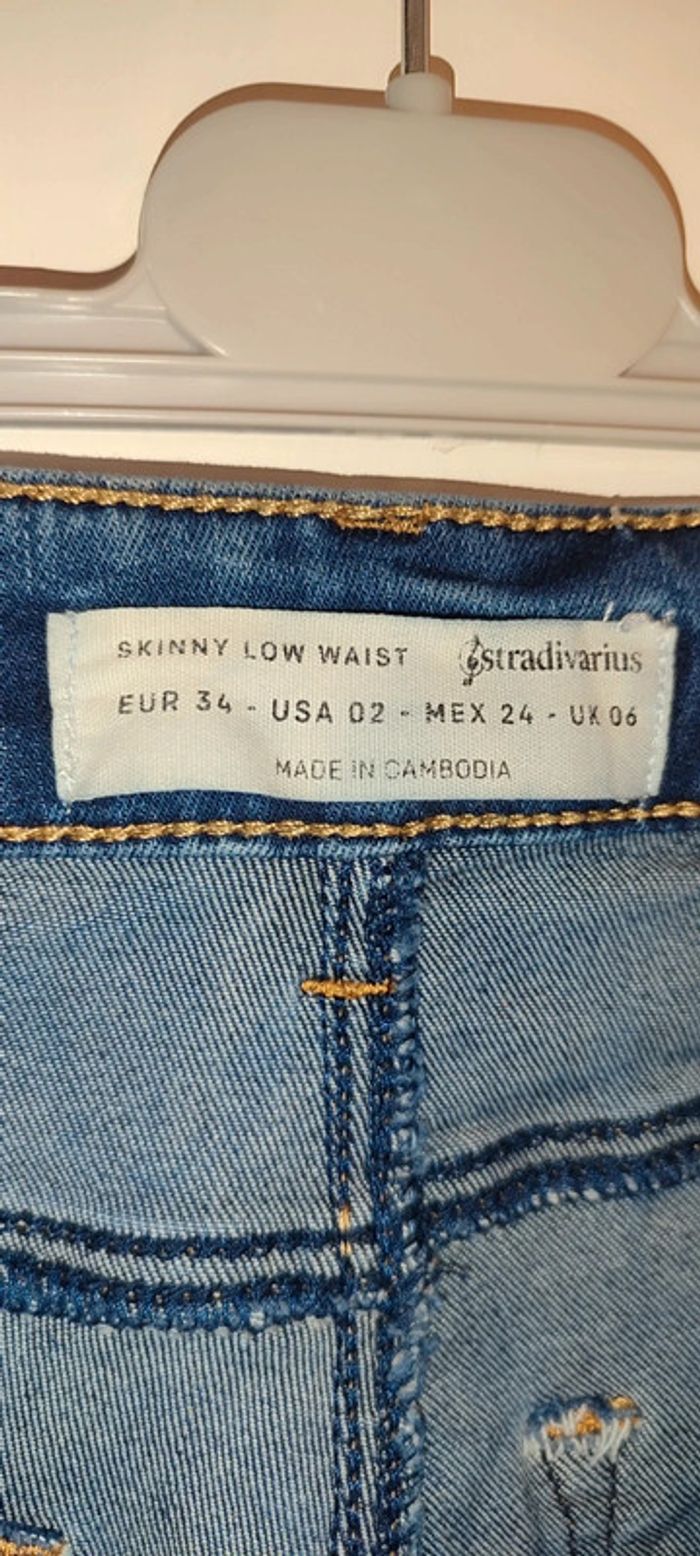 SKINNY LOW WAIST stradivarius
EUR 34 - USA 02 - MEX 24 - UK 06
MADE IN CAMBODIA